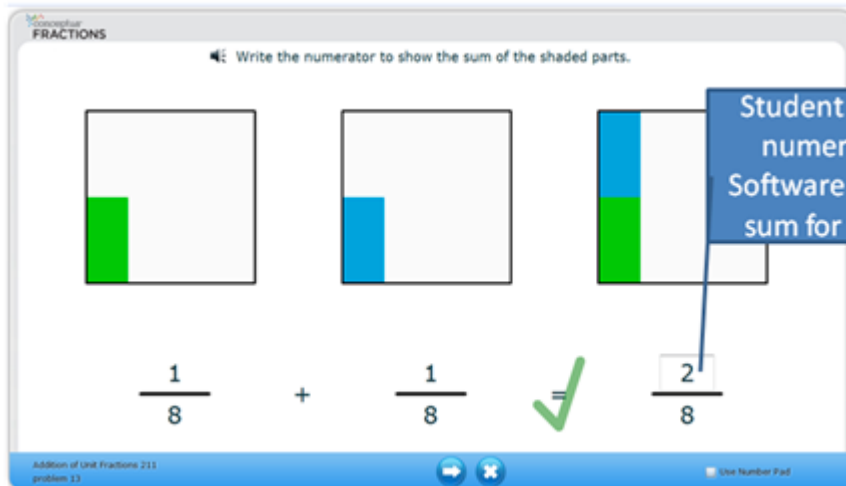 conceptua
FRACTIONS
Write the numerator to show the sum of the shaded parts.
Student
numer
Software
sum for
1
8
+
1
8
=
2
8
Addition of Unit Fractions 211
problem 13
Use Number Pad